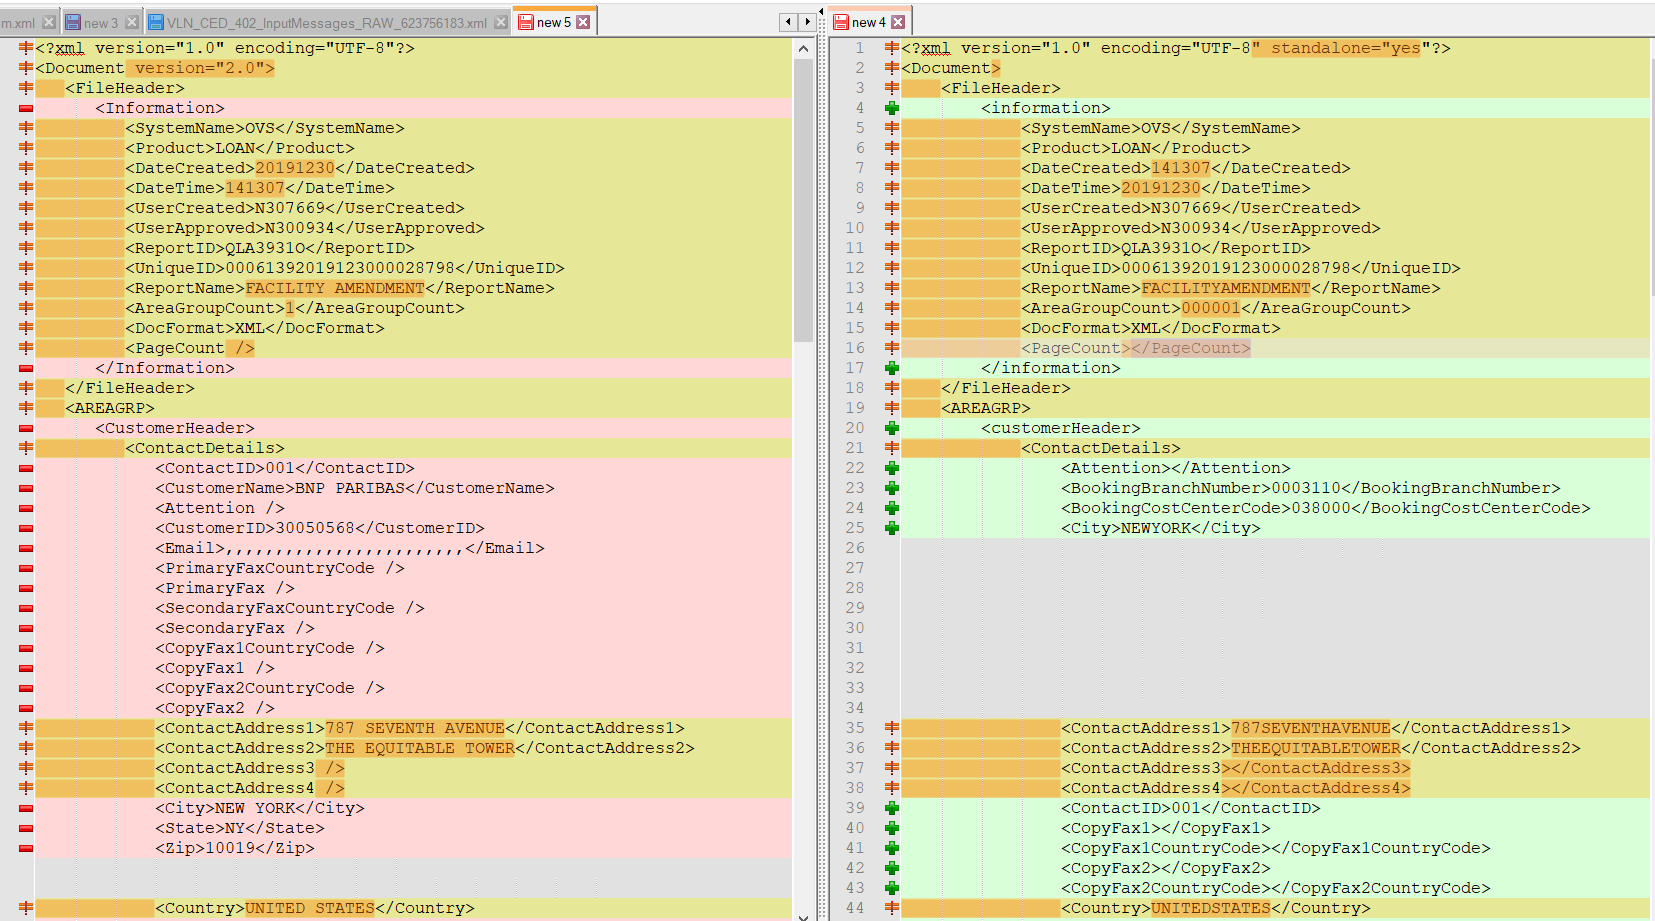 m.xml new 3 VLN_CED_402_InputMessages_RAW_623756183.xml new 5
<?xml version="1.0" encoding="UTF-8"?>
<Document version="2.0">
<FileHeader>
<Information>
<SystemName>OVS</SystemName>
<Product>LOAN</Product>
<DateCreated>20191230</DateCreated>
<DateTime>141307</DateTime>
<UserCreated>N307669</UserCreated>
<UserApproved>N300934</UserApproved>
<ReportID>QLA3931O</ReportID>
<UniqueID>00061392019123000028798</UniqueID>
<ReportName>FACILITY AMENDMENT</ReportName>
<AreaGroupCount>1</AreaGroupCount>
<DocFormat>XML</DocFormat>
<PageCount />
</Information>
</FileHeader>
<AREAGRP>
<CustomerHeader>
<ContactDetails>
<ContactID>001</ContactID>
<CustomerName>BNP PARIBAS</CustomerName>
<Attention />
<CustomerID>30050568</CustomerID>
<Email>,,,,,,,,,,,,,,,,,,,,,,,,</Email>
<PrimaryFaxCountryCode />
<PrimaryFax />
<SecondaryFaxCountryCode />
<SecondaryFax />
<CopyFax1CountryCode />
<CopyFax1 />
<CopyFax2CountryCode />
<CopyFax2 />
<ContactAddress1>787 SEVENTH AVENUE</ContactAddress1>
<ContactAddress2>THE EQUITABLE TOWER</ContactAddress2>
<ContactAddress3 />
<ContactAddress4 />
<City>NEW YORK</City>
<State>NY</State>
<Zip>10019</Zip>
<Country>UNITED STATES</Country>
new 4
1 <?xml version="1.0" encoding="UTF-8" standalone="yes"?>
2 <Document>
3 <FileHeader>
4 <information>
5 <SystemName>OVS</SystemName>
6 <Product>LOAN</Product>
7 <DateCreated>141307</DateCreated>
8 <DateTime>20191230</DateTime>
9 <UserCreated>N307669</UserCreated>
10 <UserApproved>N300934</UserApproved>
11 <ReportID>QLA3931O</ReportID>
12 <UniqueID>00061392019123000028798</UniqueID>
13 <ReportName>FACILITYAMENDMENT</ReportName>
14 <AreaGroupCount>000001</AreaGroupCount>
15 <DocFormat>XML</DocFormat>
16 <PageCount></PageCount>
17 </information>
18 </FileHeader>
19 <AREAGRP>
20 <customerHeader>
21 <ContactDetails>
22 <Attention></Attention>
23 <BookingBranchNumber>0003110</BookingBranchNumber>
24 <BookingCostCenterCode>038000</BookingCostCenterCode>
25 <City>NEWYORK</City>
26
27
28
29
30
31
32
33
34
35 <ContactAddress1>787SEVENTHAVENUE</ContactAddress1>
36 <ContactAddress2>THEEQUITABLETOWER</ContactAddress2>
37 <ContactAddress3></ContactAddress3>
38 <ContactAddress4></ContactAddress4>
39 <ContactID>001</ContactID>
40 <CopyFax1></CopyFax1>
41 <CopyFax1CountryCode></CopyFax1CountryCode>
42 <CopyFax2></CopyFax2>
43 <CopyFax2CountryCode></CopyFax2CountryCode>
44 <Country>UNITEDSTATES</Country>